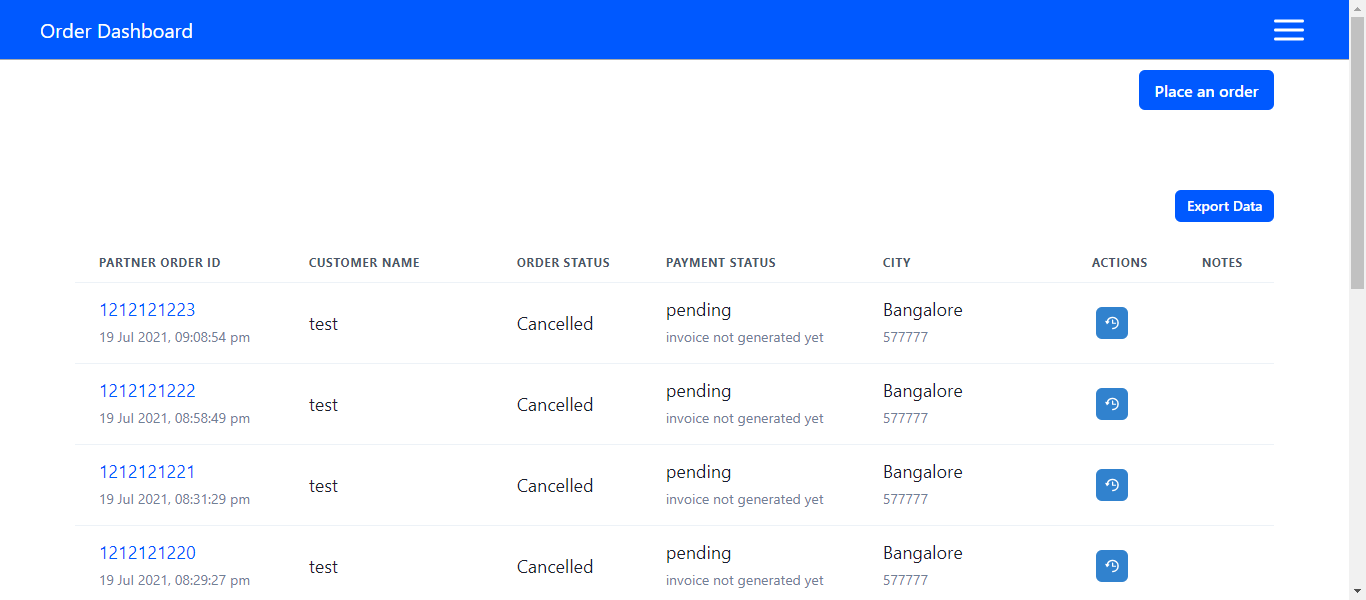 Order Dashboard
Place an order
Export Data
PARTNER ORDER ID CUSTOMER NAME ORDER STATUS PAYMENT STATUS CITY ACTIONS NOTES
1212121223 test Cancelled pending Bangalore
19 Jul 2021, 09:08:54 pm invoice not generated yet 577777
1212121222 test Cancelled pending Bangalore
19 Jul 2021, 08:58:49 pm invoice not generated yet 577777
1212121221 test Cancelled pending Bangalore
19 Jul 2021, 08:31:29 pm invoice not generated yet 577777
1212121220 test Cancelled pending Bangalore
19 Jul 2021, 08:29:27 pm invoice not generated yet 577777